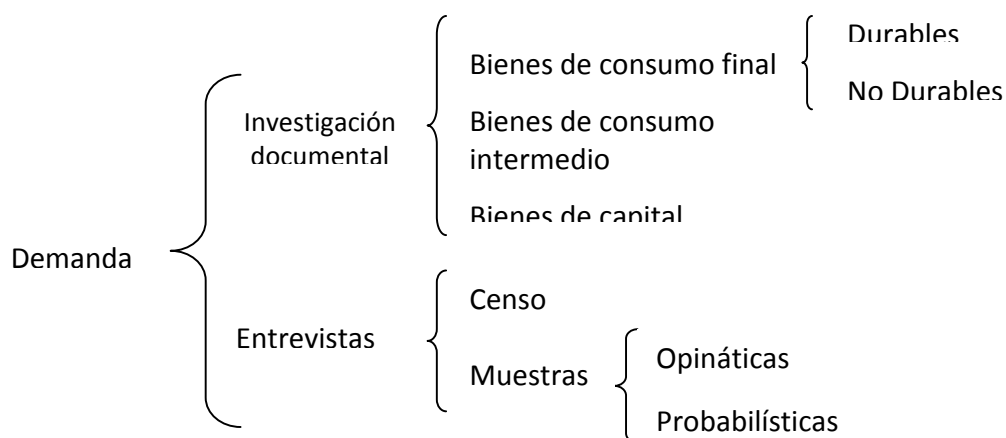 Demanda
Investigación
documental
Bienes de consumo final
Durables
No Durables
Bienes de consumo
intermedio
Bienes de capital
Entrevistas
Censo
Muestras
Opináticas
Probabilísticas